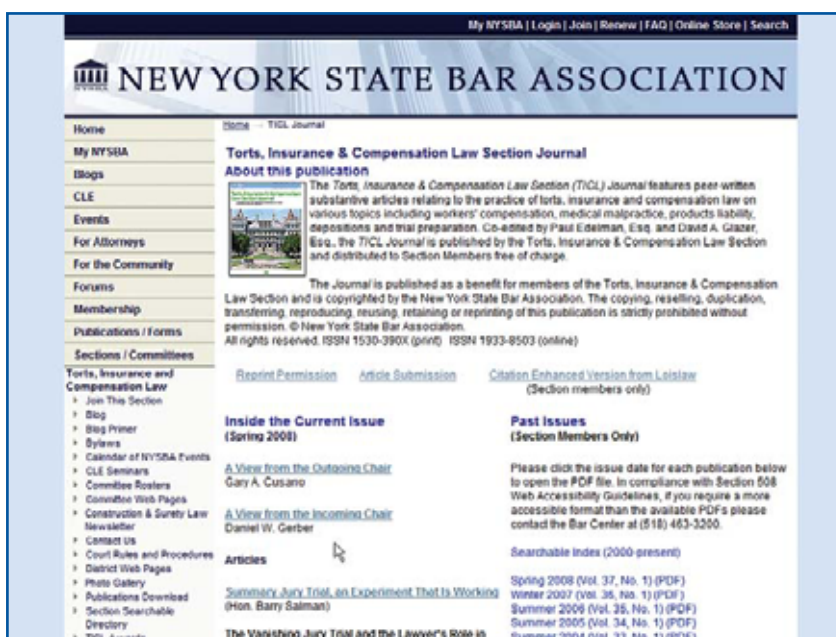 My NYSBA | Login | Join | Renew | FAQ | Online Store | Search
NEW YORK STATE BAR ASSOCIATION
Home
My NYSBA
Blogs
CLE
Events
For Attorneys
For the Community
Forums
Membership
Publications / Forms
Sections / Committees
Torts, Insurance and
Compensation Law
Join This Section
Blog
Blog Primer
Bylaws
Calendar of NYSBA Events
CLE Seminars
Committee Rosters
Committee Web Pages
Construction & Surety Law
Newsletter
Contact Us
Court Rules and Procedures
District Web Pages
Photo Gallery
Publications Download
Section Searchable
Directory
Home → TICL Journal
Torts, Insurance & Compensation Law Section Journal
About this publication
The Torts, Insurance & Compensation Law Section (TICL) Journal features peer-written
substantive articles relating to the practice of torts, insurance and compensation law on
various topics including workers' compensation, medical malpractice, products liability,
depositions and trial preparation. Co-edited by Paul Edelman, Esq. and David A. Glazer,
Esq., the TICL Journal is published by the Torts, Insurance & Compensation Law Section
and distributed to Section Members free of charge.
The Journal is published as a benefit for members of the Torts, Insurance & Compensation
Law Section and is copyrighted by the New York State Bar Association. The copying, reselling, duplication,
transferring, reproducing, reusing, retaining or reprinting of this publication is strictly prohibited without
permission. © New York State Bar Association.
All rights reserved. ISSN 1530-390X (print) ISSN 1933-8503 (online)
Reprint Permission Article Submission Citation Enhanced Version from Loislaw
(Section members only)
Inside the Current Issue
(Spring 2008)
A View from the Outgoing Chair
Gary A. Cusano
A View from the Incoming Chair
Daniel W. Gerber
Articles
Summary Jury Trial, an Experiment That Is Working
(Hon. Barry Salman)
The Vanishing Jury Trial and the Lawyer's Role in
Past Issues
(Section Members Only)
Please click the issue date for each publication below
to open the PDF file. In compliance with Section 508
Web Accessibility Guidelines, if you require a more
accessible format than the available PDFs please
contact the Bar Center at (518) 463-3200.
Searchable Index (2000-present)
Spring 2008 (Vol. 37, No. 1) (PDF)
Winter 2007 (Vol. 36, No. 1) (PDF)
Summer 2006 (Vol. 35, No. 1) (PDF)
Summer 2005 (Vol. 34, No. 1) (PDF)